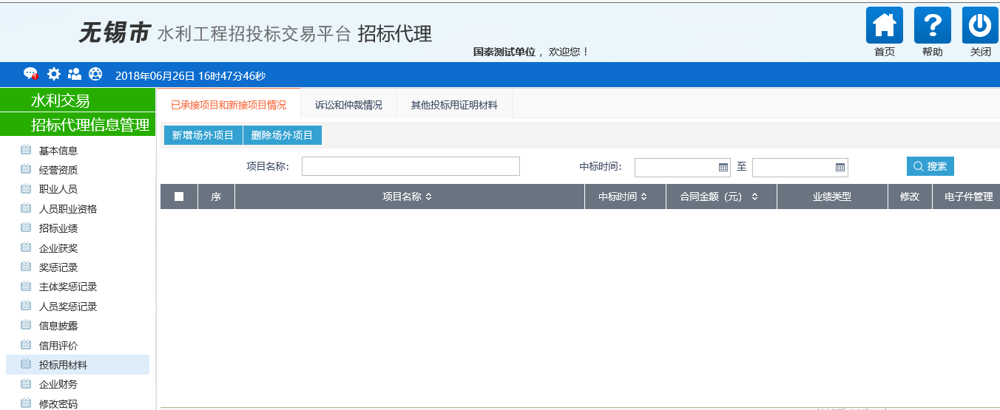 无锡市 水利工程招投标交易平台 招标代理
国泰测试单位 ，欢迎您！
首页 帮助 关闭
2018年06月26日 16时47分46秒
水利交易
招标代理信息管理
基本信息
经营资质
职业人员
人员职业资格
招标业绩
企业获奖
奖惩记录
主体奖惩记录
人员奖惩记录
信息披露
信用评价
投标用材料
企业财务
修改密码
已承接项目和新接项目情况 诉讼和仲裁情况 其他投标用证明材料
新增场外项目 删除场外项目
项目名称： 中标时间： 至 搜索
序 项目名称 中标时间 合同金额（元） 业绩类型 修改 电子件管理